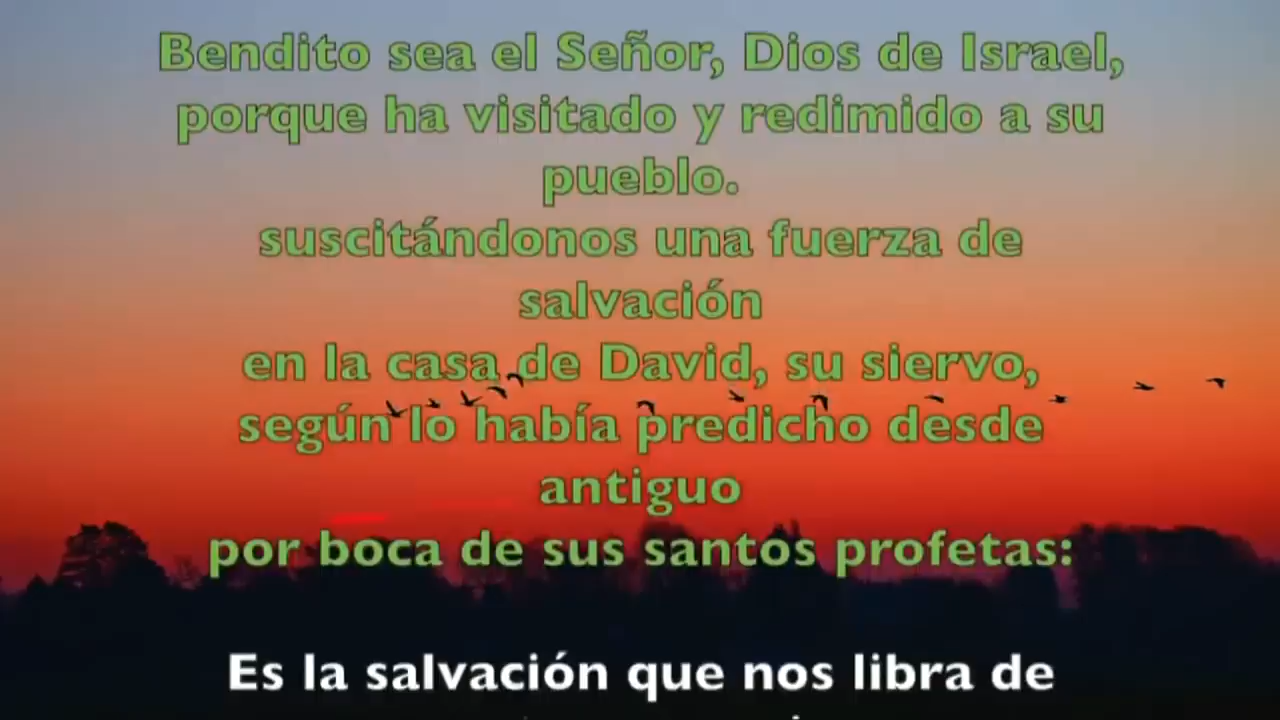 Bendito sea el Señor, Dios de Israel,
porque ha visitado y redimido a su
pueblo.
suscitándonos una fuerza de
salvación
en la casa de David, su siervo,
según lo había predicho desde
antiguo
por boca de sus santos profetas:
Es la salvación que nos libra de